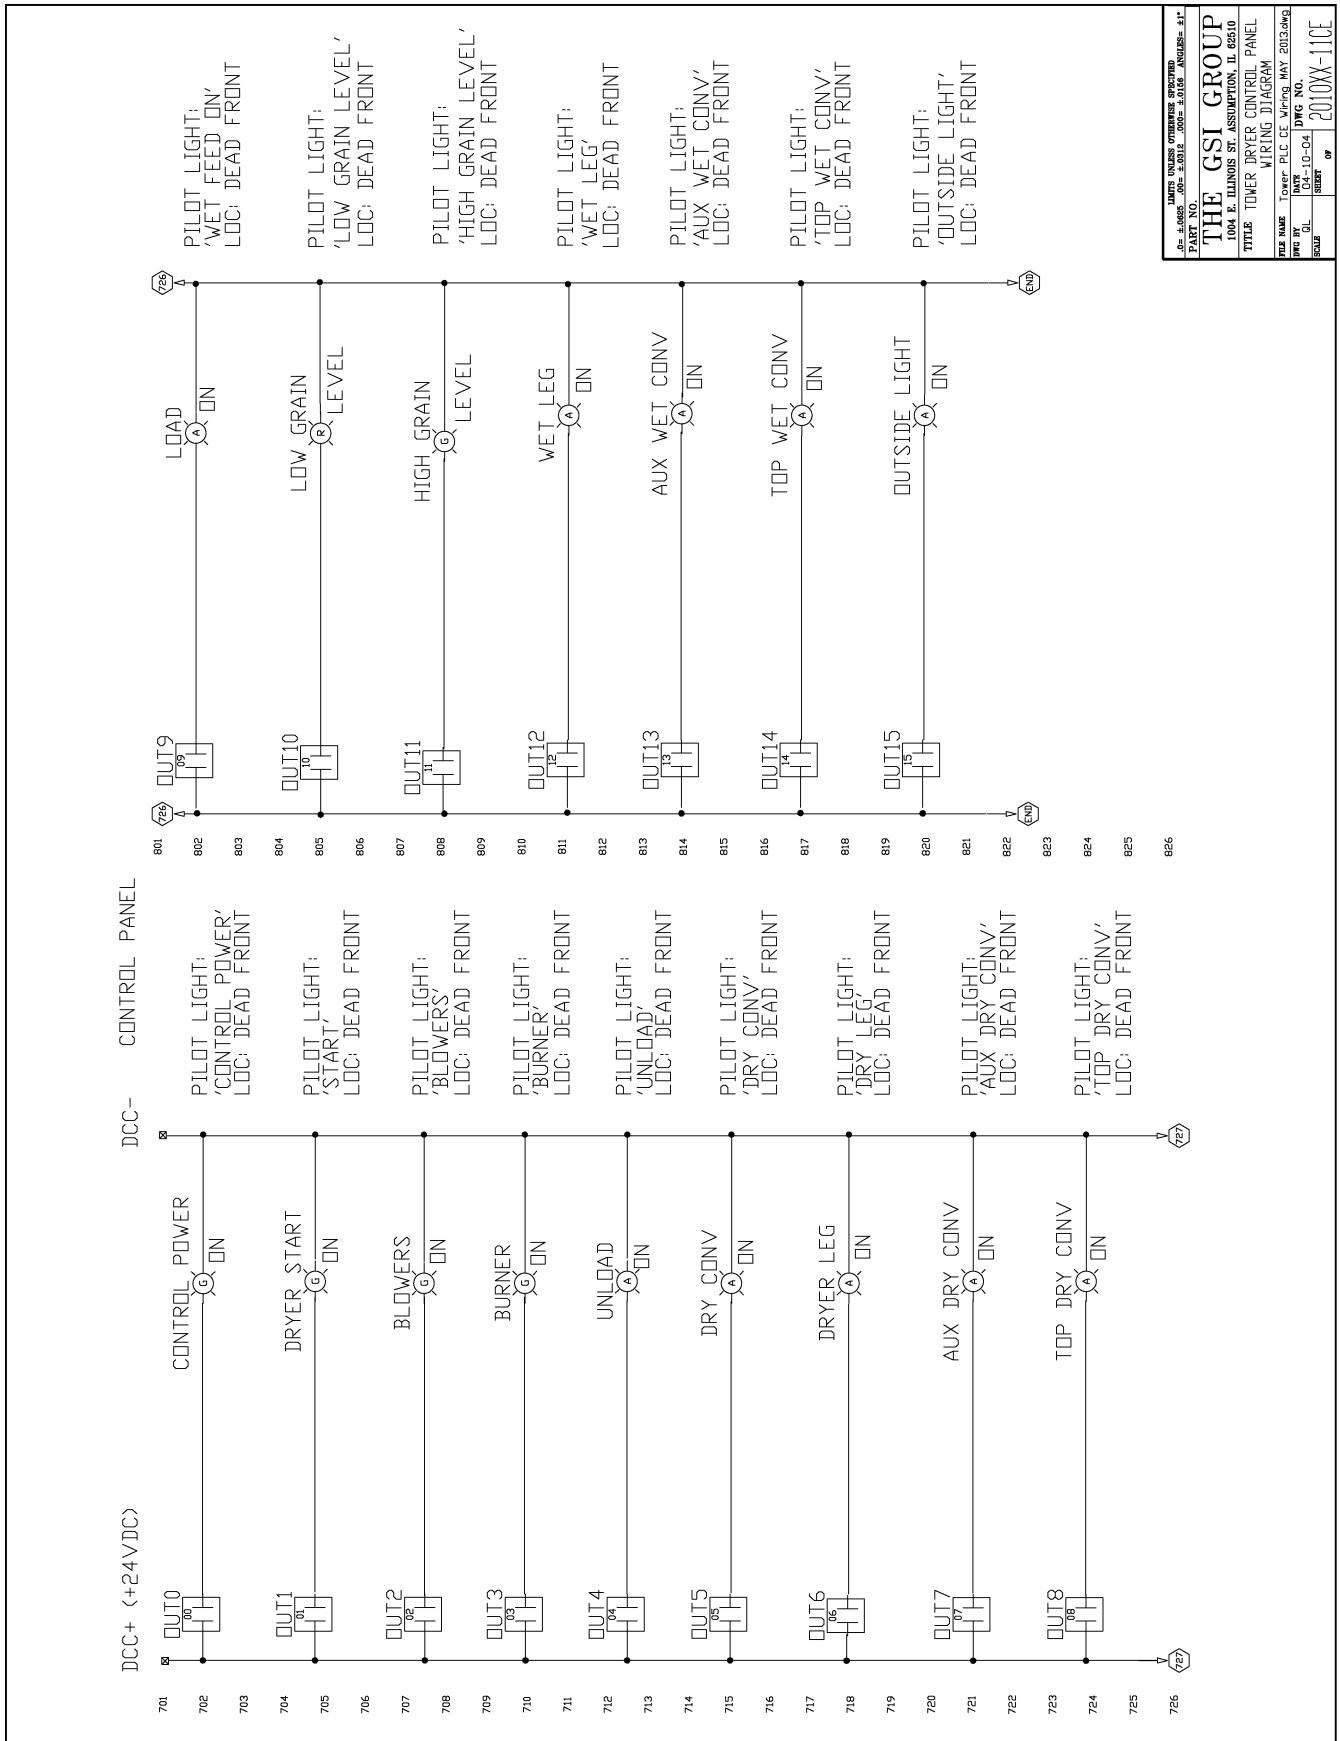 DCC+ (+24VDC)
DCC-
CONTROL PANEL
701
702
703
704
705
706
707
708
709
710
711
712
713
714
715
716
717
718
719
720
721
722
723
724
725
726
OUT0
00
CONTROL POWER
G
ON
PILOT LIGHT:
'CONTROL POWER'
LOC: DEAD FRONT
OUT1
01
DRYER START
G
ON
PILOT LIGHT:
'START'
LOC: DEAD FRONT
OUT2
02
BLOWERS
G
ON
PILOT LIGHT:
'BLOWERS'
LOC: DEAD FRONT
OUT3
03
BURNER
G
ON
PILOT LIGHT:
'BURNER'
LOC: DEAD FRONT
OUT4
04
UNLOAD
A
ON
PILOT LIGHT:
'UNLOAD'
LOC: DEAD FRONT
OUT5
05
DRY CONV
A
ON
PILOT LIGHT:
'DRY CONV'
LOC: DEAD FRONT
OUT6
06
DRYER LEG
A
ON
PILOT LIGHT:
'DRY LEG'
LOC: DEAD FRONT
OUT7
07
AUX DRY CONV
A
ON
PILOT LIGHT:
'AUX DRY CONV'
LOC: DEAD FRONT
OUT8
08
TOP DRY CONV
A
ON
PILOT LIGHT:
'TOP DRY CONV'
LOC: DEAD FRONT
727
727
801
802
803
804
805
806
807
808
809
810
811
812
813
814
815
816
817
818
819
820
821
822
823
824
825
826
726
726
OUT9
09
LOAD
A
ON
PILOT LIGHT:
'WET FEED ON'
LOC: DEAD FRONT
OUT10
10
LOW GRAIN
R
LEVEL
PILOT LIGHT:
'LOW GRAIN LEVEL'
LOC: DEAD FRONT
OUT11
11
HIGH GRAIN
G
LEVEL
PILOT LIGHT:
'HIGH GRAIN LEVEL'
LOC: DEAD FRONT
OUT12
12
WET LEG
A
ON
PILOT LIGHT:
'WET LEG'
LOC: DEAD FRONT
OUT13
13
AUX WET CONV
A
ON
PILOT LIGHT:
'AUX WET CONV'
LOC: DEAD FRONT
OUT14
14
TOP WET CONV
A
ON
PILOT LIGHT:
'TOP WET CONV'
LOC: DEAD FRONT
OUT15
15
OUTSIDE LIGHT
A
ON
PILOT LIGHT:
'OUTSIDE LIGHT'
LOC: DEAD FRONT
END
END
LIMITS UNLESS OTHERWISE SPECIFIED
.0= ±.0625 .00= ±.0312 .000= ±.0156 ANGLES= ±1°
PART NO.
THE GSI GROUP
1004 E. ILLINOIS ST. ASSUMPTION, IL 62510
TITLE TOWER DRYER CONTROL PANEL
WIRING DIAGRAM
FILE NAME Tower PLC CE Wiring MAY 2013.dwg
DWG BY QL
DATE 04-10-04
DWG NO.
2010XX-11CE
SCALE
SHEET OF